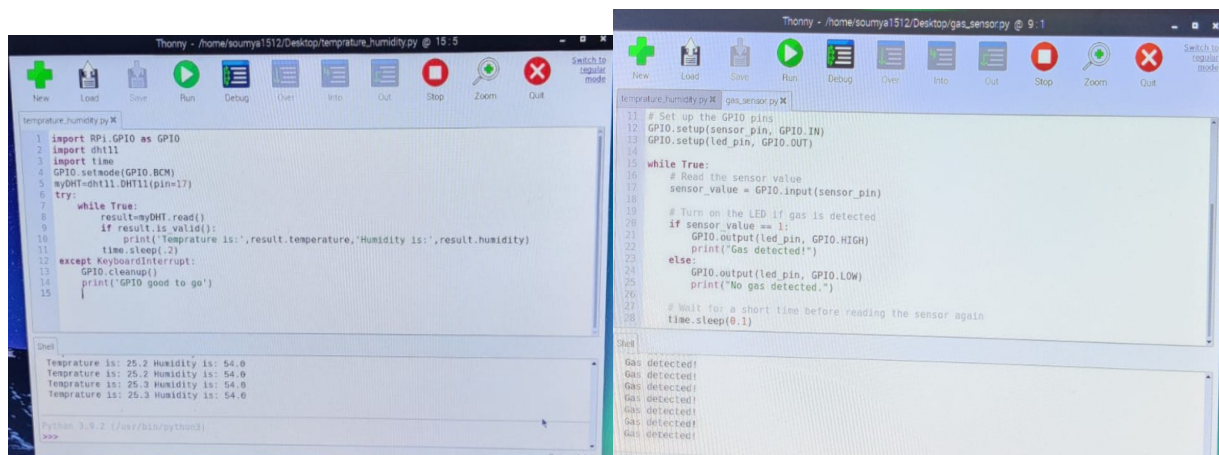 Thonny - /home/soumya1512/Desktop/temprature_humidity.py @ 15:5
Switch to
regular
mode
New Load Save Run Debug Over Into Out Stop Zoom Quit
temprature_humidity.py
1 import RPi.GPIO as GPIO
2 import dht11
3 import time
4 GPIO.setmode(GPIO.BCM)
5 myDHT=dht11.DHT11(pin=17)
6 try:
7 while True:
8 result=myDHT.read()
9 if result.is_valid():
10 print('Temprature is:',result.temperature,'Humidity is:',result.humidity)
11 time.sleep(.2)
12 except KeyboardInterrupt:
13 GPIO.cleanup()
14 print('GPIO good to go')
15
Shell
Temprature is: 25.2 Humidity is: 54.0
Temprature is: 25.2 Humidity is: 54.0
Temprature is: 25.3 Humidity is: 54.0
Temprature is: 25.3 Humidity is: 54.0
Python 3.9.2 (/usr/bin/python3)
>>>
Thonny - /home/soumya1512/Desktop/gas_sensor.py @ 9:1
Switch to
regular
mode
New Load Save Run Debug Over Into Out Stop Zoom Quit
temprature_humidity.py gas_sensor.py
11 # Set up the GPIO pins
12 GPIO.setup(sensor_pin, GPIO.IN)
13 GPIO.setup(led_pin, GPIO.OUT)
14
15 while True:
16 # Read the sensor value
17 sensor_value = GPIO.input(sensor_pin)
18
19 # Turn on the LED if gas is detected
20 if sensor_value == 1:
21 GPIO.output(led_pin, GPIO.HIGH)
22 print("Gas detected!")
23 else:
24 GPIO.output(led_pin, GPIO.LOW)
25 print("No gas detected.")
26
27 # Wait for a short time before reading the sensor again
28 time.sleep(0.1)
Shell
Gas detected!
Gas detected!
Gas detected!
Gas detected!
Gas detected!
Gas detected!
Gas detected!